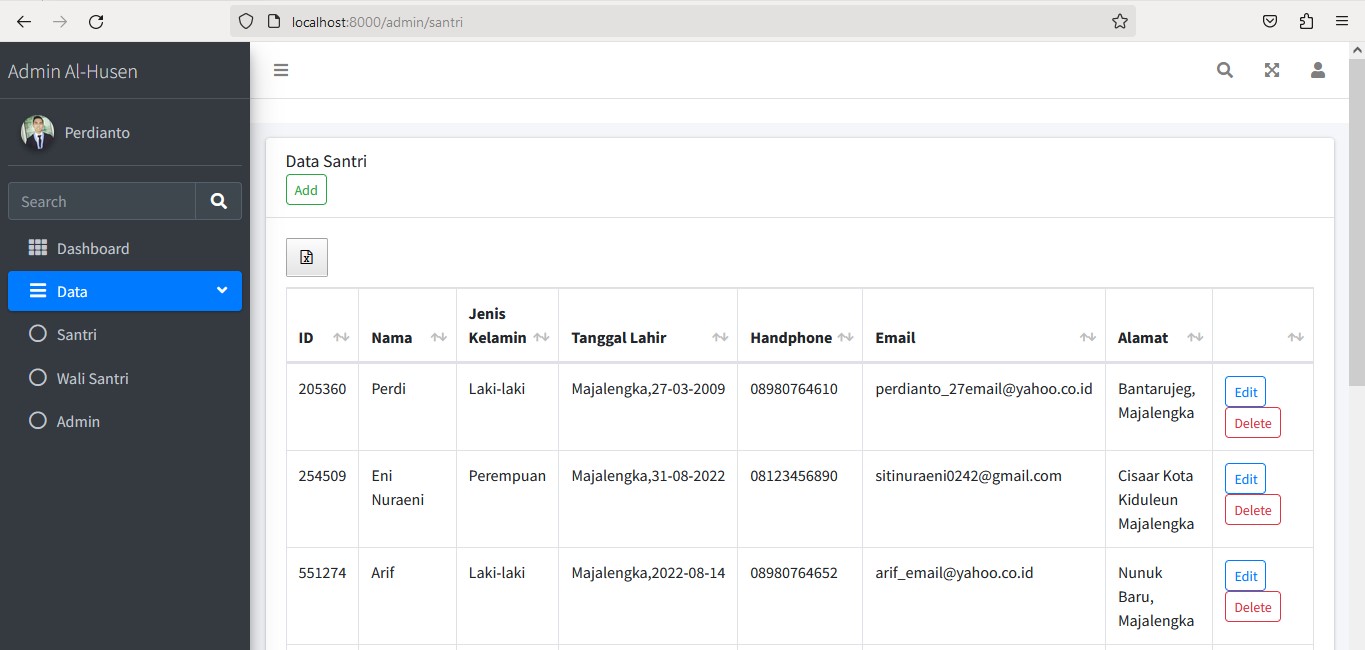 localhost:8000/admin/santri
Admin Al-Husen
Perdianto
Search
Dashboard
Data
Santri
Wali Santri
Admin
Data Santri
Add
ID Nama Jenis Kelamin Tanggal Lahir Handphone Email Alamat
205360 Perdi Laki-laki Majalengka,27-03-2009 08980764610 perdianto_27email@yahoo.co.id Bantarujeg, Majalengka Edit Delete
254509 Eni Nuraeni Perempuan Majalengka,31-08-2022 08123456890 sitinuraeni0242@gmail.com Cisaar Kota Kiduleun Majalengka Edit Delete
551274 Arif Laki-laki Majalengka,2022-08-14 08980764652 arif_email@yahoo.co.id Nunuk Baru, Majalengka Edit Delete